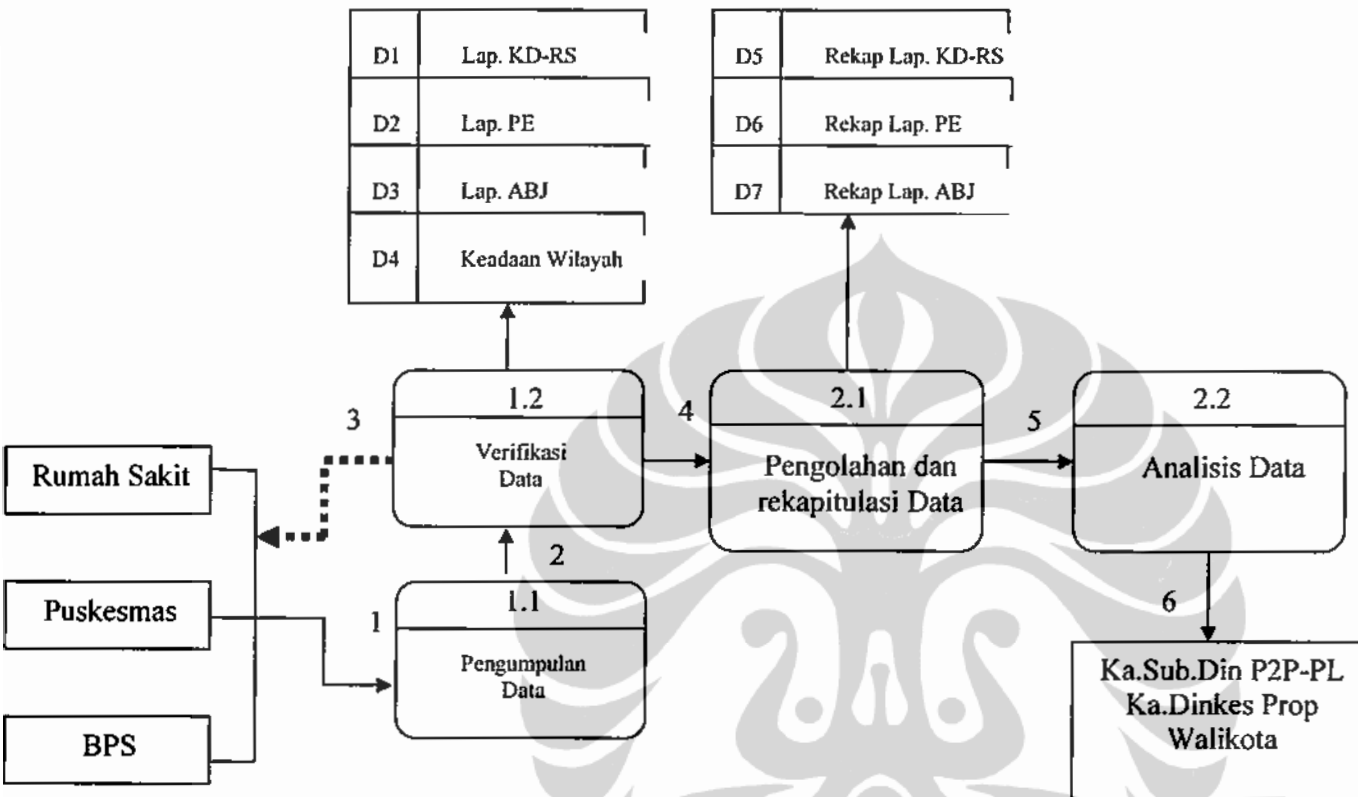 D1 Lap. KD-RS
D2 Lap. PE
D3 Lap. ABJ
D4 Keadaan Wilayah
D5 Rekap Lap. KD-RS
D6 Rekap Lap. PE
D7 Rekap Lap. ABJ
Rumah Sakit
Puskesmas
BPS
1
1.1
Pengumpulan
Data
2
3
1.2
Verifikasi
Data
4
2.1
Pengolahan dan
rekapitulasi Data
5
2.2
Analisis Data
6
Ka.Sub.Din P2P-PL
Ka.Dinkes Prop
Walikota